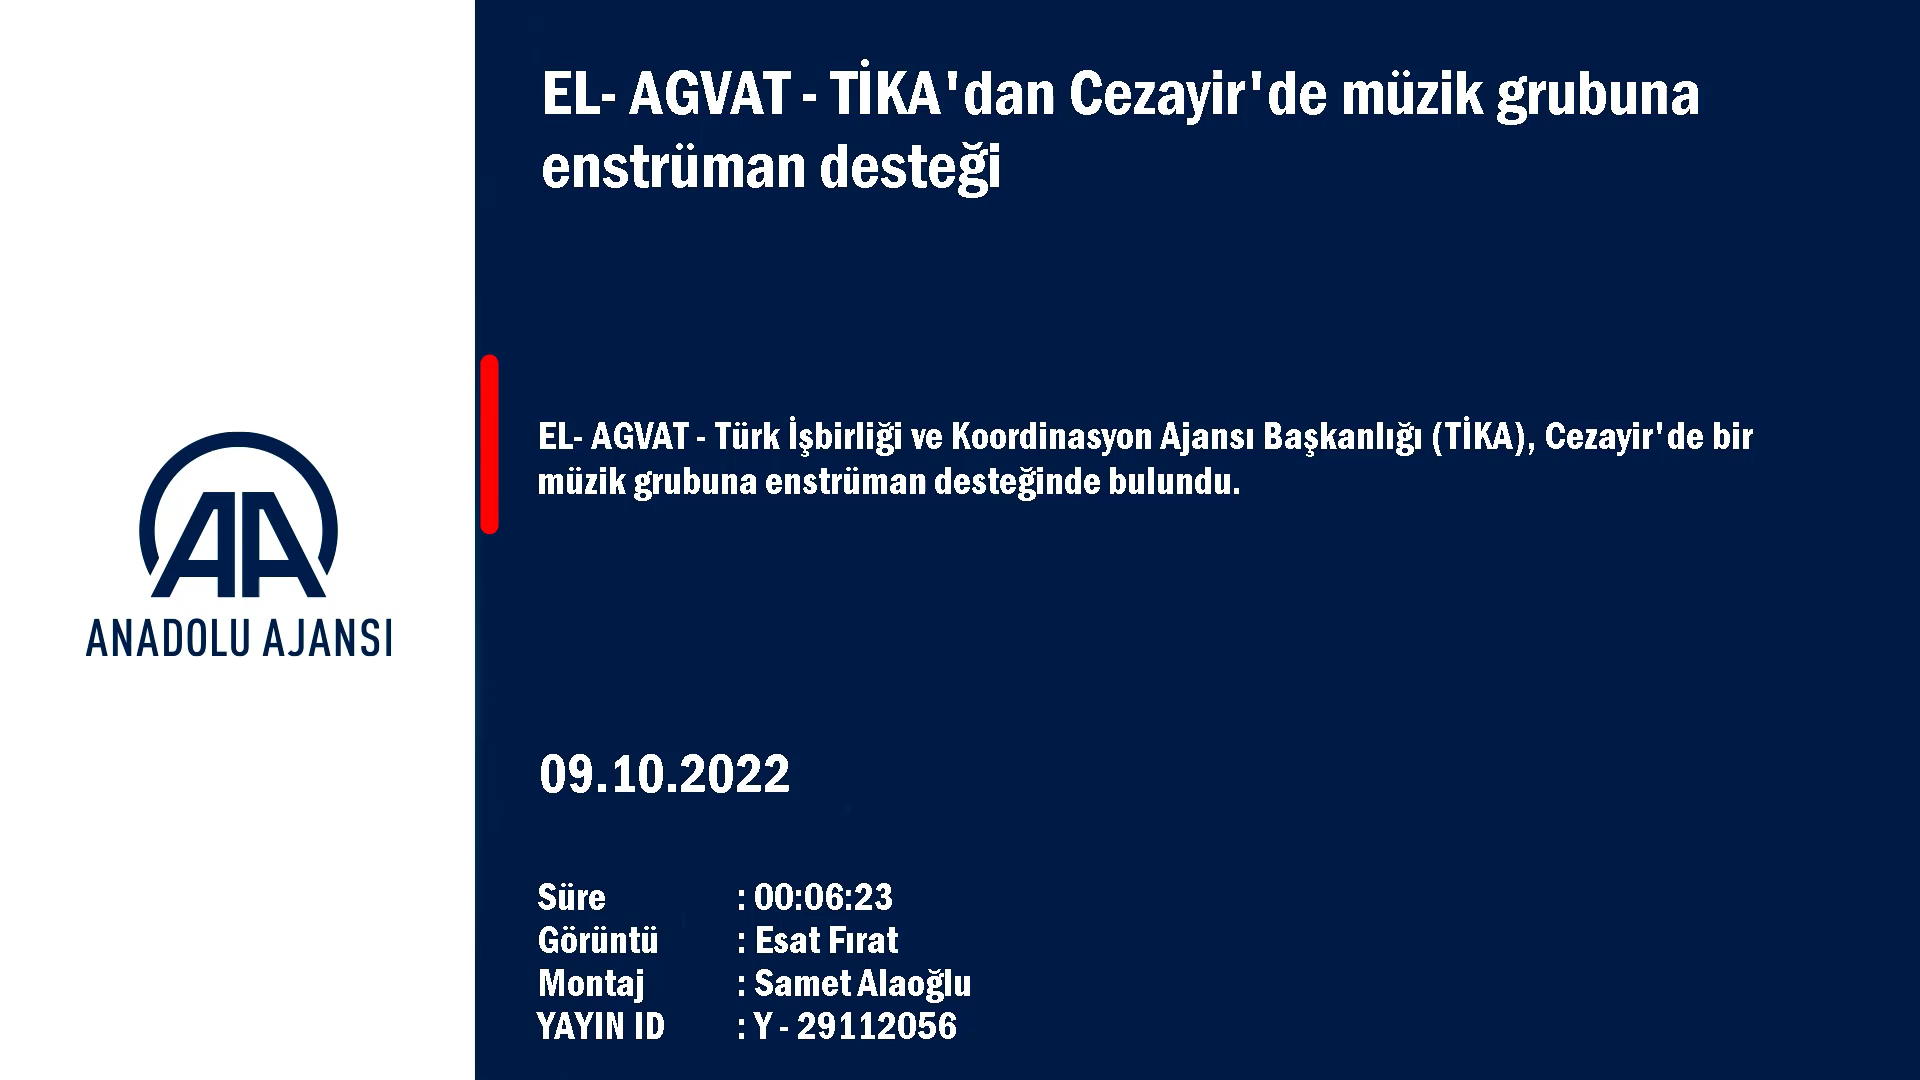 EL- AGVAT - TİKA'dan Cezayir'de müzik grubuna
enstrüman desteği
EL- AGVAT - Türk İşbirliği ve Koordinasyon Ajansı Başkanlığı (TİKA), Cezayir'de bir
müzik grubuna enstrüman desteğinde bulundu.
AA
ANADOLU AJANSI
09.10.2022
Süre : 00:06:23
Görüntü : Esat Fırat
Montaj : Samet Alaoğlu
YAYIN ID : Y - 29112056